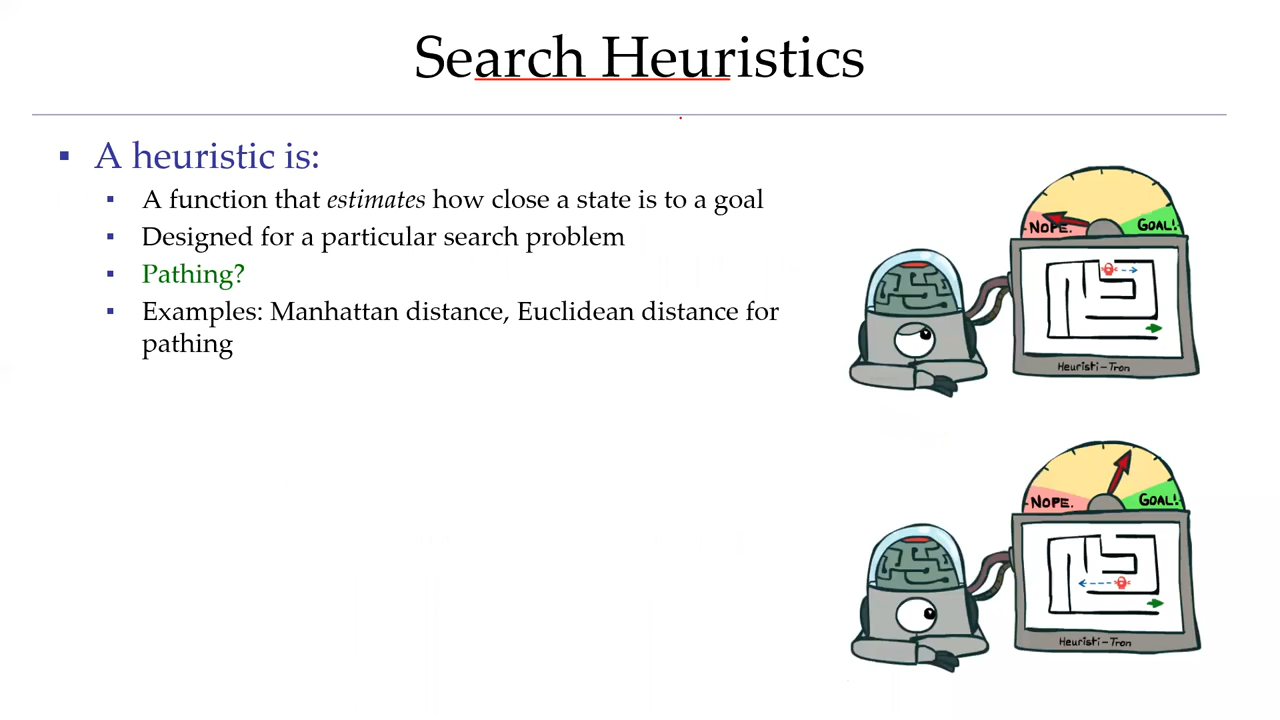 Search Heuristics
A heuristic is:
A function that estimates how close a state is to a goal
Designed for a particular search problem
Pathing?
Examples: Manhattan distance, Euclidean distance for
pathing
NOPE. GOAL!
Heuristi-Tron
NOPE. GOAL!
Heuristi-Tron